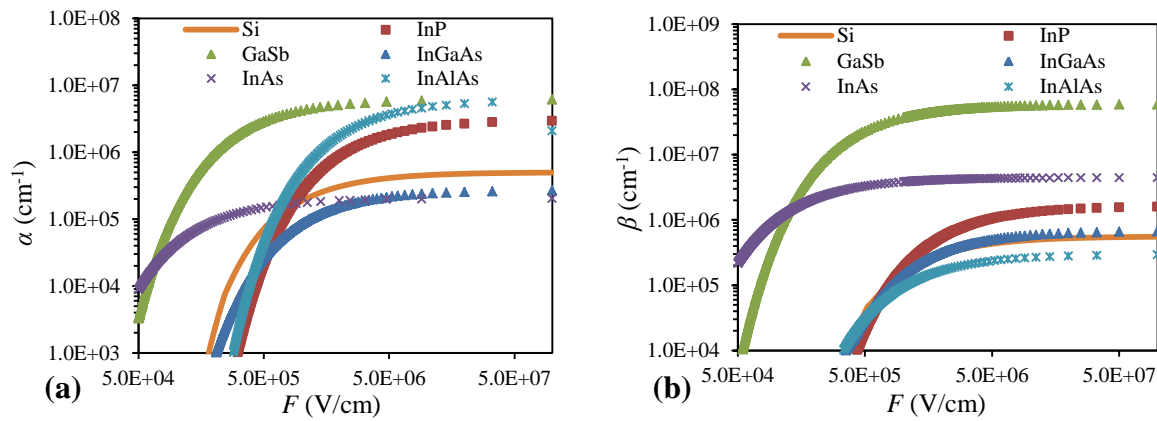 1.0E+08
1.0E+07
1.0E+06
1.0E+05
1.0E+04
1.0E+03
α (cm⁻¹)
Si InP
GaSb InGaAs
InAs InAlAs
5.0E+04 5.0E+05 5.0E+06 5.0E+07
F (V/cm)
(a)
1.0E+09
1.0E+08
1.0E+07
1.0E+06
1.0E+05
1.0E+04
β (cm⁻¹)
Si InP
GaSb InGaAs
InAs InAlAs
5.0E+04 5.0E+05 5.0E+06 5.0E+07
F (V/cm)
(b)